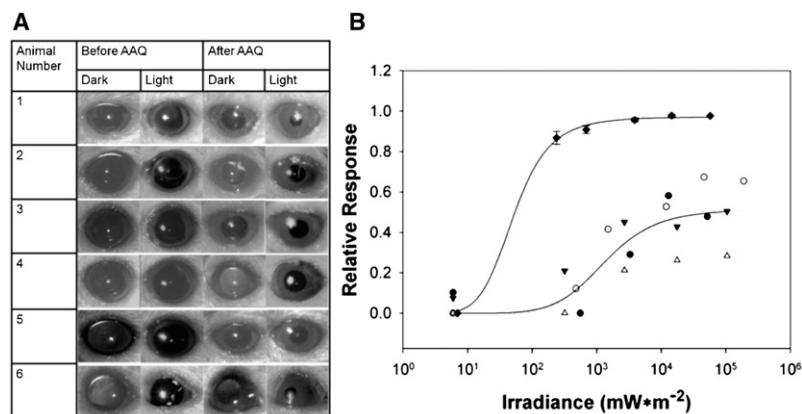 A
Animal Number
Before AAQ
After AAQ
Dark
Light
Dark
Light
1
2
3
4
5
6
B
Relative Response
1.2
1.0
0.8
0.6
0.4
0.2
0.0
10⁰
10¹
10²
10³
10⁴
10⁵
10⁶
Irradiance (mW*m⁻²)